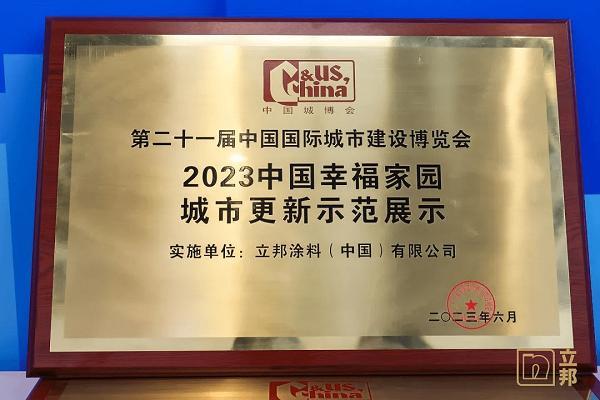 M&US,
China
中国城博会
第二十一届中国国际城市建设博览会
2023中国幸福家园
城市更新示范展示
实施单位：立邦涂料（中国）有限公司
二〇二三年六月
n
立邦
&US,
China